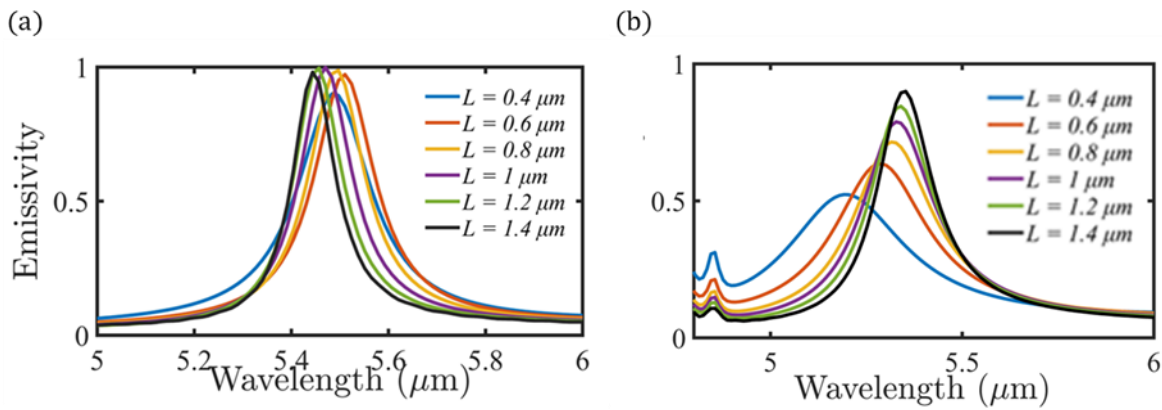 (a)
(b)
1
0.5
0
Emissivity
L = 0.4 μm
L = 0.6 μm
L = 0.8 μm
L = 1 μm
L = 1.2 μm
L = 1.4 μm
5 5.2 5.4 5.6 5.8 6
Wavelength (μm)
1
0.5
0
L = 0.4 μm
L = 0.6 μm
L = 0.8 μm
L = 1 μm
L = 1.2 μm
L = 1.4 μm
5 5.5 6
Wavelength (μm)